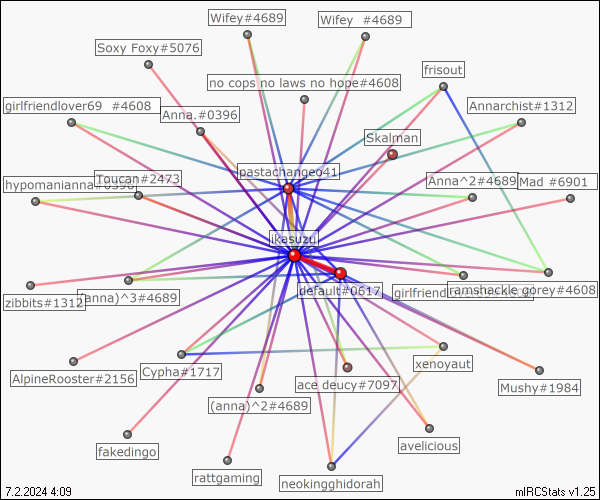 Wifey#4689
Wifey  #4689
Soxy Foxy#5076
frisout
no cops no laws no hope#4608
girlfriendlover69  #4608
Annarchist#1312
Anna.#0396
Skalman
pastachangeo41
Toucan#2473
Anna^2#4689
Mad #6901
hypomanianna#0396
ikasuzu
default#0617
ramshackle gorey#4608
zibbits#1312
(anna)^3#4689
xenoyaut
AlpineRooster#2156
Cypha#1717
ace deucy#7097
Mushy#1984
(anna)^2#4689
avelicious
fakedingo
rattgaming
neokingghidorah
7.2.2024 4:09
mIRCStats v1.25